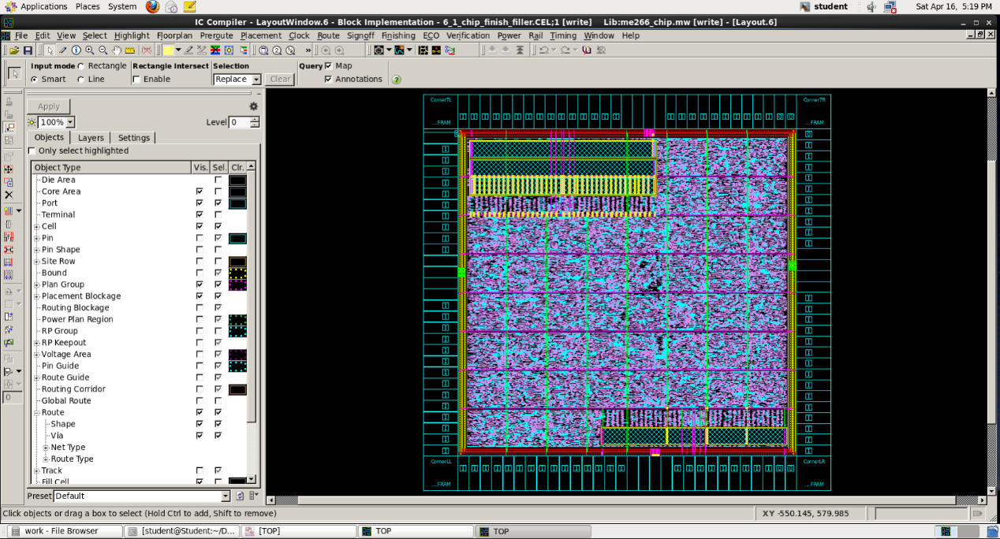 Applications Places System student Sat Apr 16, 5:19 PM
IC Compiler - LayoutWindow.6 - Block Implementation - 6_1_chip_finish_filler.CEL;1 [write] Lib:me266_chip.mw [write] - [Layout.6]
File Edit View Select Highlight Floorplan Preroute Placement Clock Route Signoff Finishing ECO Verification Power Rail Timing Window Help
Input mode Rectangle Rectangle Intersect Selection Query Map
Smart Line Enable Replace Clear Annotations
Apply
100% Level 0
Objects Layers Settings
Only select highlighted
Object Type Vis. Sel. Clr.
Die Area
Core Area
Port
Terminal
Cell
Pin
Pin Shape
Site Row
Bound
Plan Group
Placement Blockage
Routing Blockage
Power Plan Region
RP Group
RP Keepout
Voltage Area
Pin Guide
Route Guide
Routing Corridor
Global Route
Route
Shape
Via
Net Type
Route Type
Track
Fill Cell
Preset Default
CornerTL CornerTR
...FRAM ...FRAM
CornerLL CornerLR
...FRAM ...FRAM
0
Click objects or drag a box to select (Hold Ctrl to add, Shift to remove) XY -550.145, 579.985
work - File Browser [student@Student:~/D... [TOP] TOP TOP